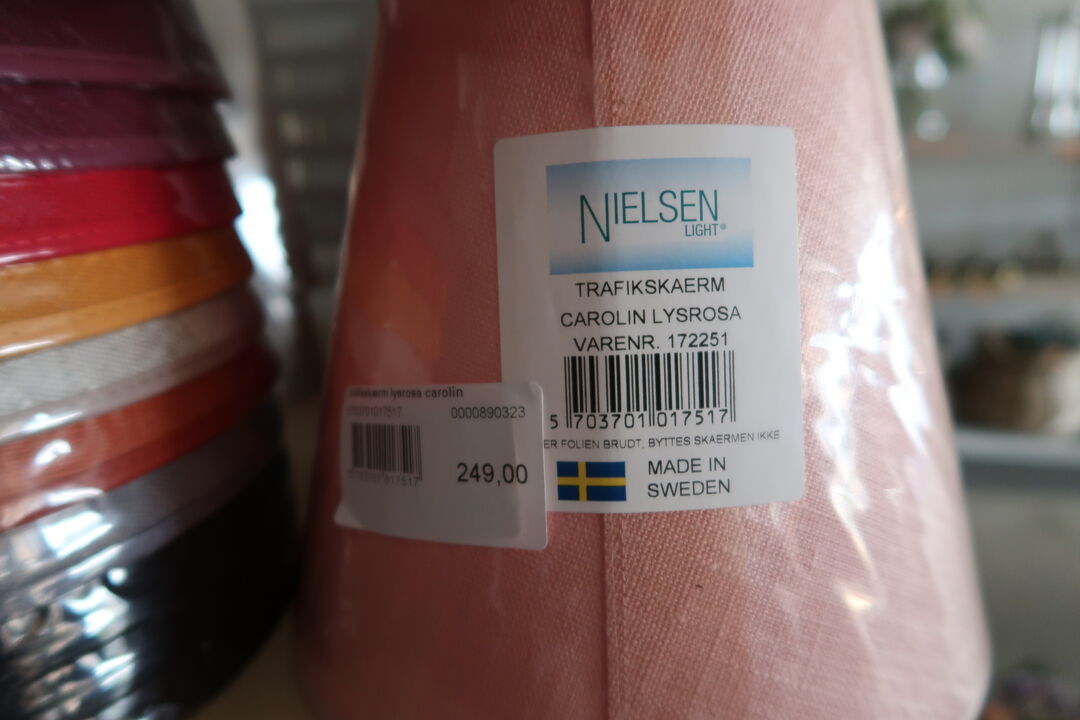 NIELSEN
LIGHT®
TRAFIKSKAERM
CAROLIN LYSROSA
VARENR. 172251
5 703701 017517
ER FOLIEN BRUDT, BYTTES SKAERMEN IKKE
MADE IN
SWEDEN
lysrosa carolin
0000890323
249,00